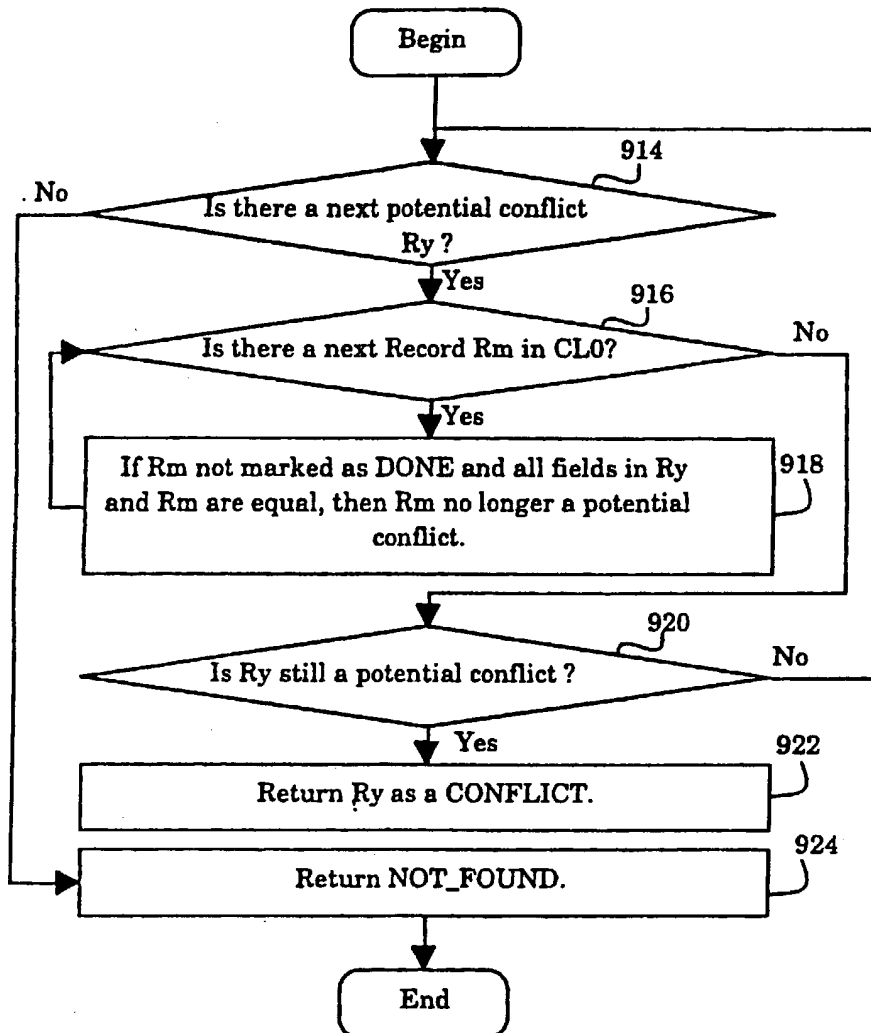 Begin
914
No
Is there a next potential conflict
Ry ?
Yes
916
No
Is there a next Record Rm in CL0?
Yes
If Rm not marked as DONE and all fields in Ry
and Rm are equal, then Rm no longer a potential
conflict.
918
920
No
Is Ry still a potential conflict ?
Yes
922
Return Ry as a CONFLICT.
924
Return NOT_FOUND.
End